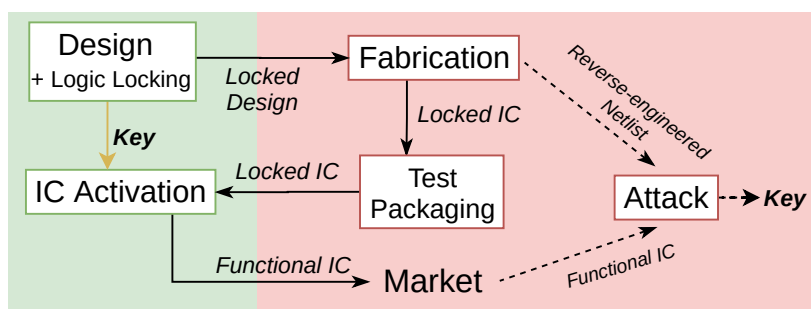 Design
+ Logic Locking
Locked
Design
Fabrication
Reverse-engineered
Netlist
Key
Locked IC
Locked IC
IC Activation
Test
Packaging
Attack
Key
Functional IC
Market
Functional IC